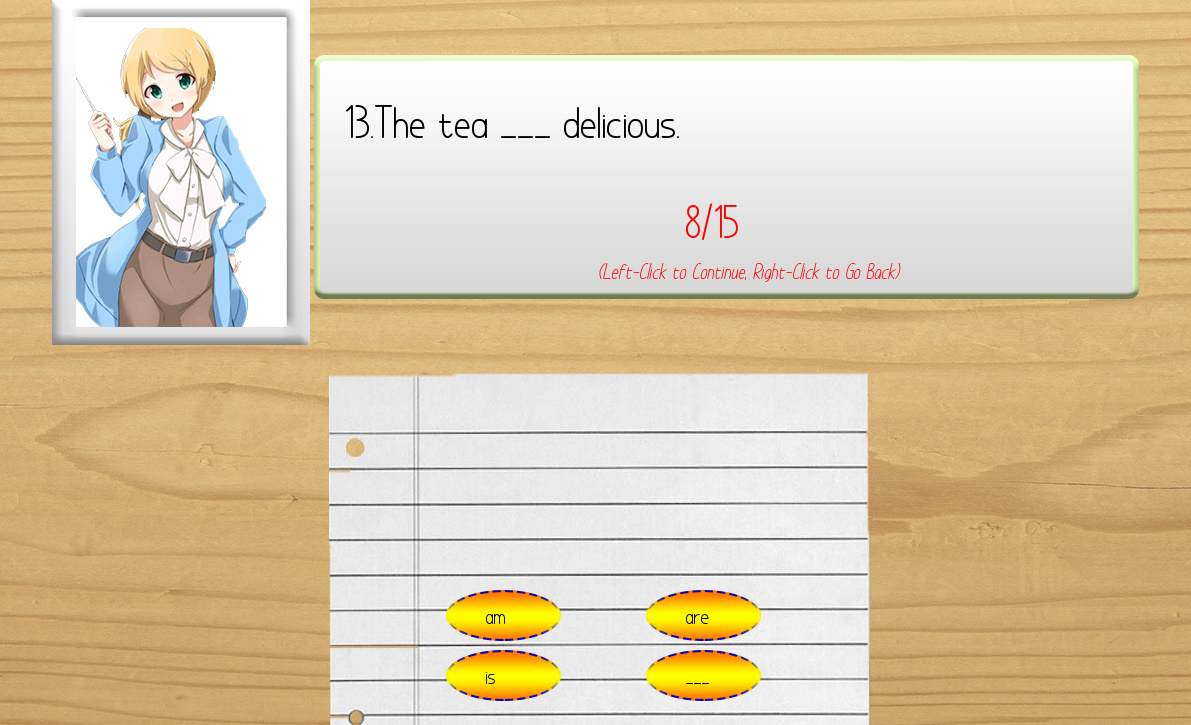 13.The tea ___ delicious.
8/15
(Left-Click to Continue, Right-Click to Go Back)
am are
is ___